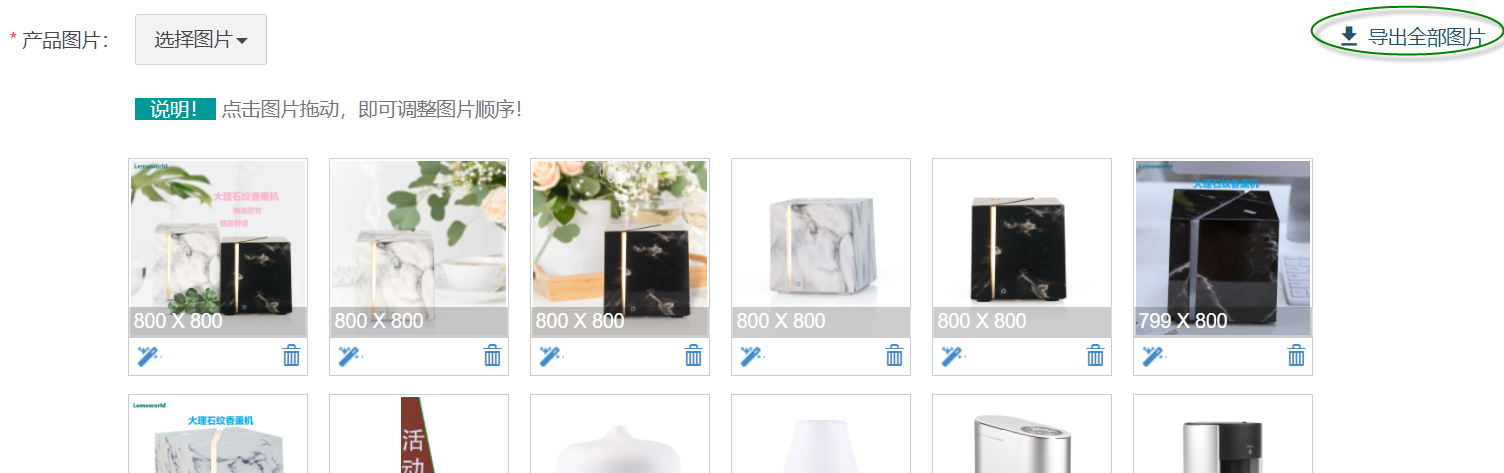 * 产品图片：
选择图片
导出全部图片
说明！ 点击图片拖动，即可调整图片顺序！
Lemoworld
大理石纹香薰机
800 X 800
800 X 800
800 X 800
800 X 800
800 X 800
Lemoworld
大理石纹香薰机
799 X 800
Lemoworld
大理石纹香薰机
活
动